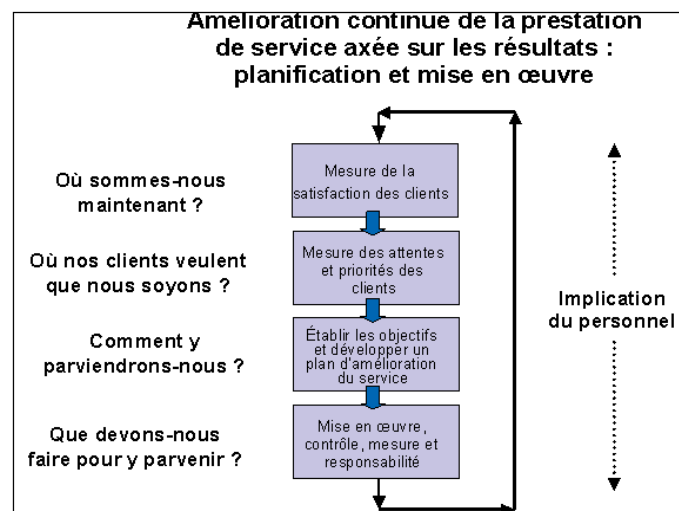 Amélioration continue de la prestation
de service axée sur les résultats :
planification et mise en œuvre
Où sommes-nous
maintenant ?
Mesure de la
satisfaction des clients
Où nos clients veulent
que nous soyons ?
Mesure des attentes
et priorités des
clients
Comment y
parviendrons-nous ?
Établir les objectifs
et développer un
plan d'amélioration
du service
Que devons-nous
faire pour y parvenir ?
Mise en œuvre,
contrôle, mesure et
responsabilité
Implication
du personnel